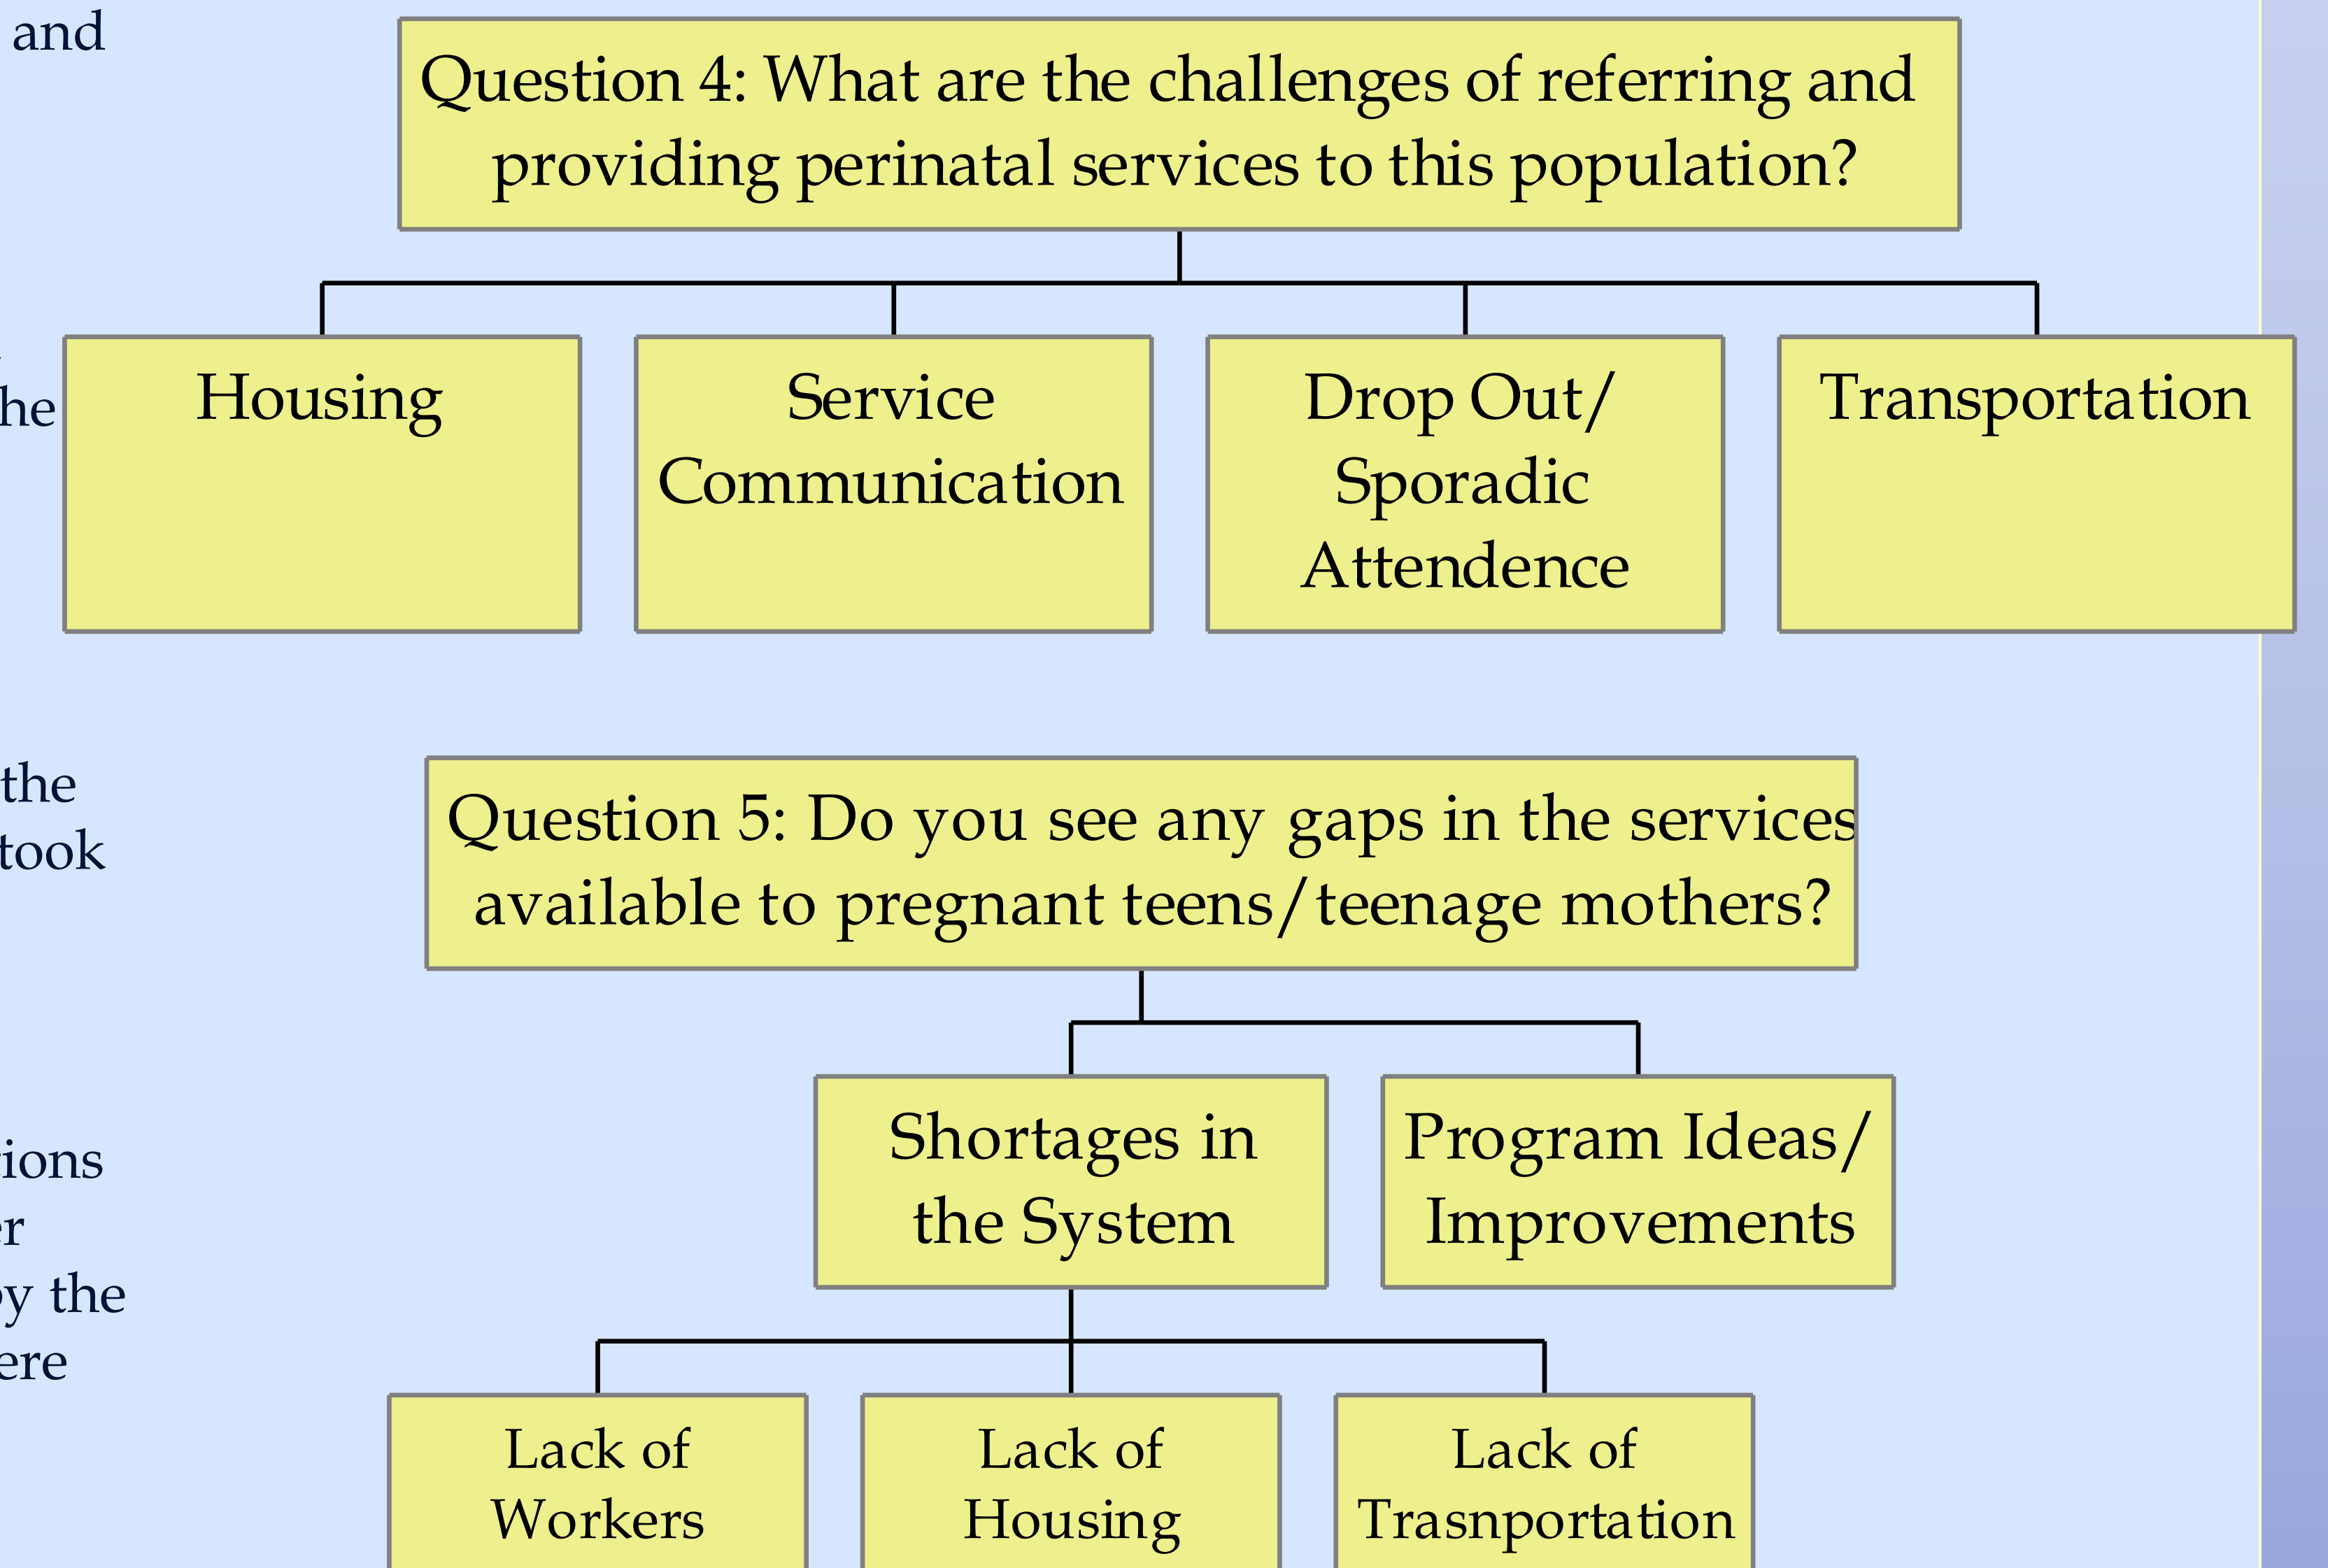 and
Question 4: What are the challenges of referring and
providing perinatal services to this population?
he
Housing
Service
Communication
Drop Out/
Sporadic
Attendence
Transportation
the
took
Question 5: Do you see any gaps in the services
available to pregnant teens/teenage mothers?
ions
er
y the
ere
Shortages in
the System
Program Ideas/
Improvements
Lack of
Workers
Lack of
Housing
Lack of
Trasnportation